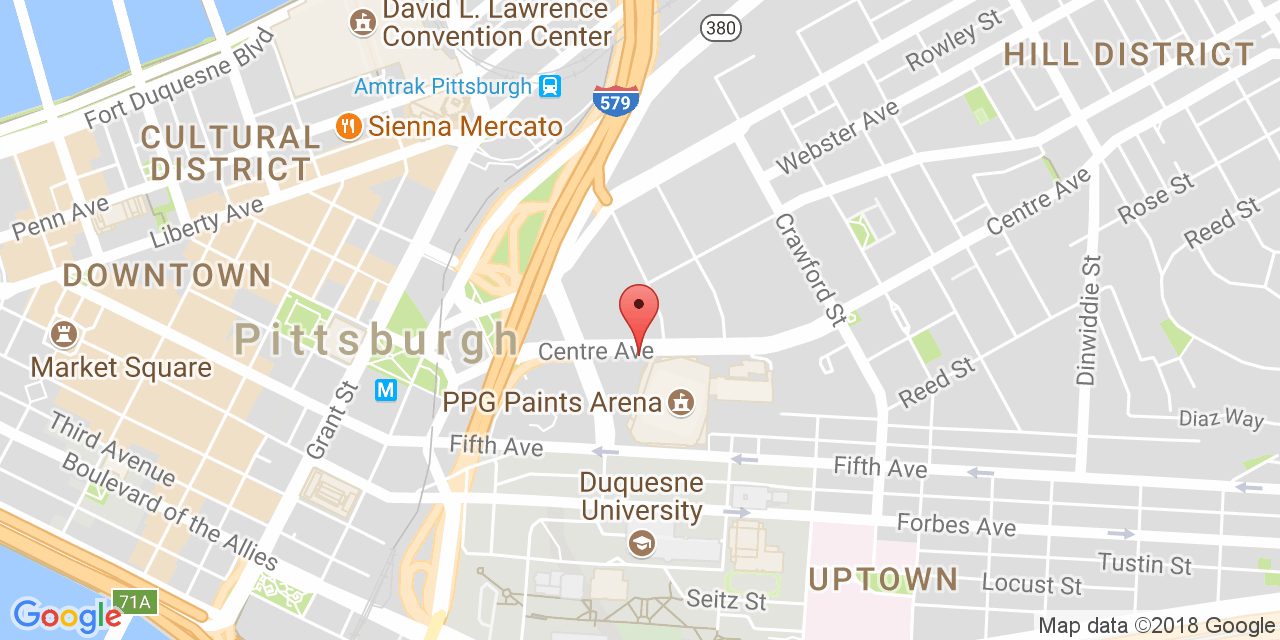 David L. Lawrence
Convention Center
380
Rowley St
HILL DISTRICT
Fort Duquesne Blvd
Amtrak Pittsburgh
579
CULTURAL
DISTRICT
Sienna Mercato
Webster Ave
Penn Ave
Liberty Ave
Centre Ave
Rose St
Reed St
Crawford St
DOWNTOWN
Dinwiddie St
Pittsburgh
Centre Ave
Market Square
M
Grant St
PPG Paints Arena
Reed St
Diaz Way
Third Avenue
Fifth Ave
Fifth Ave
Boulevard of the Allies
Duquesne
University
Forbes Ave
Tustin St
UPTOWN
Locust St
Seitz St
71A
Google
Map data ©2018 Google